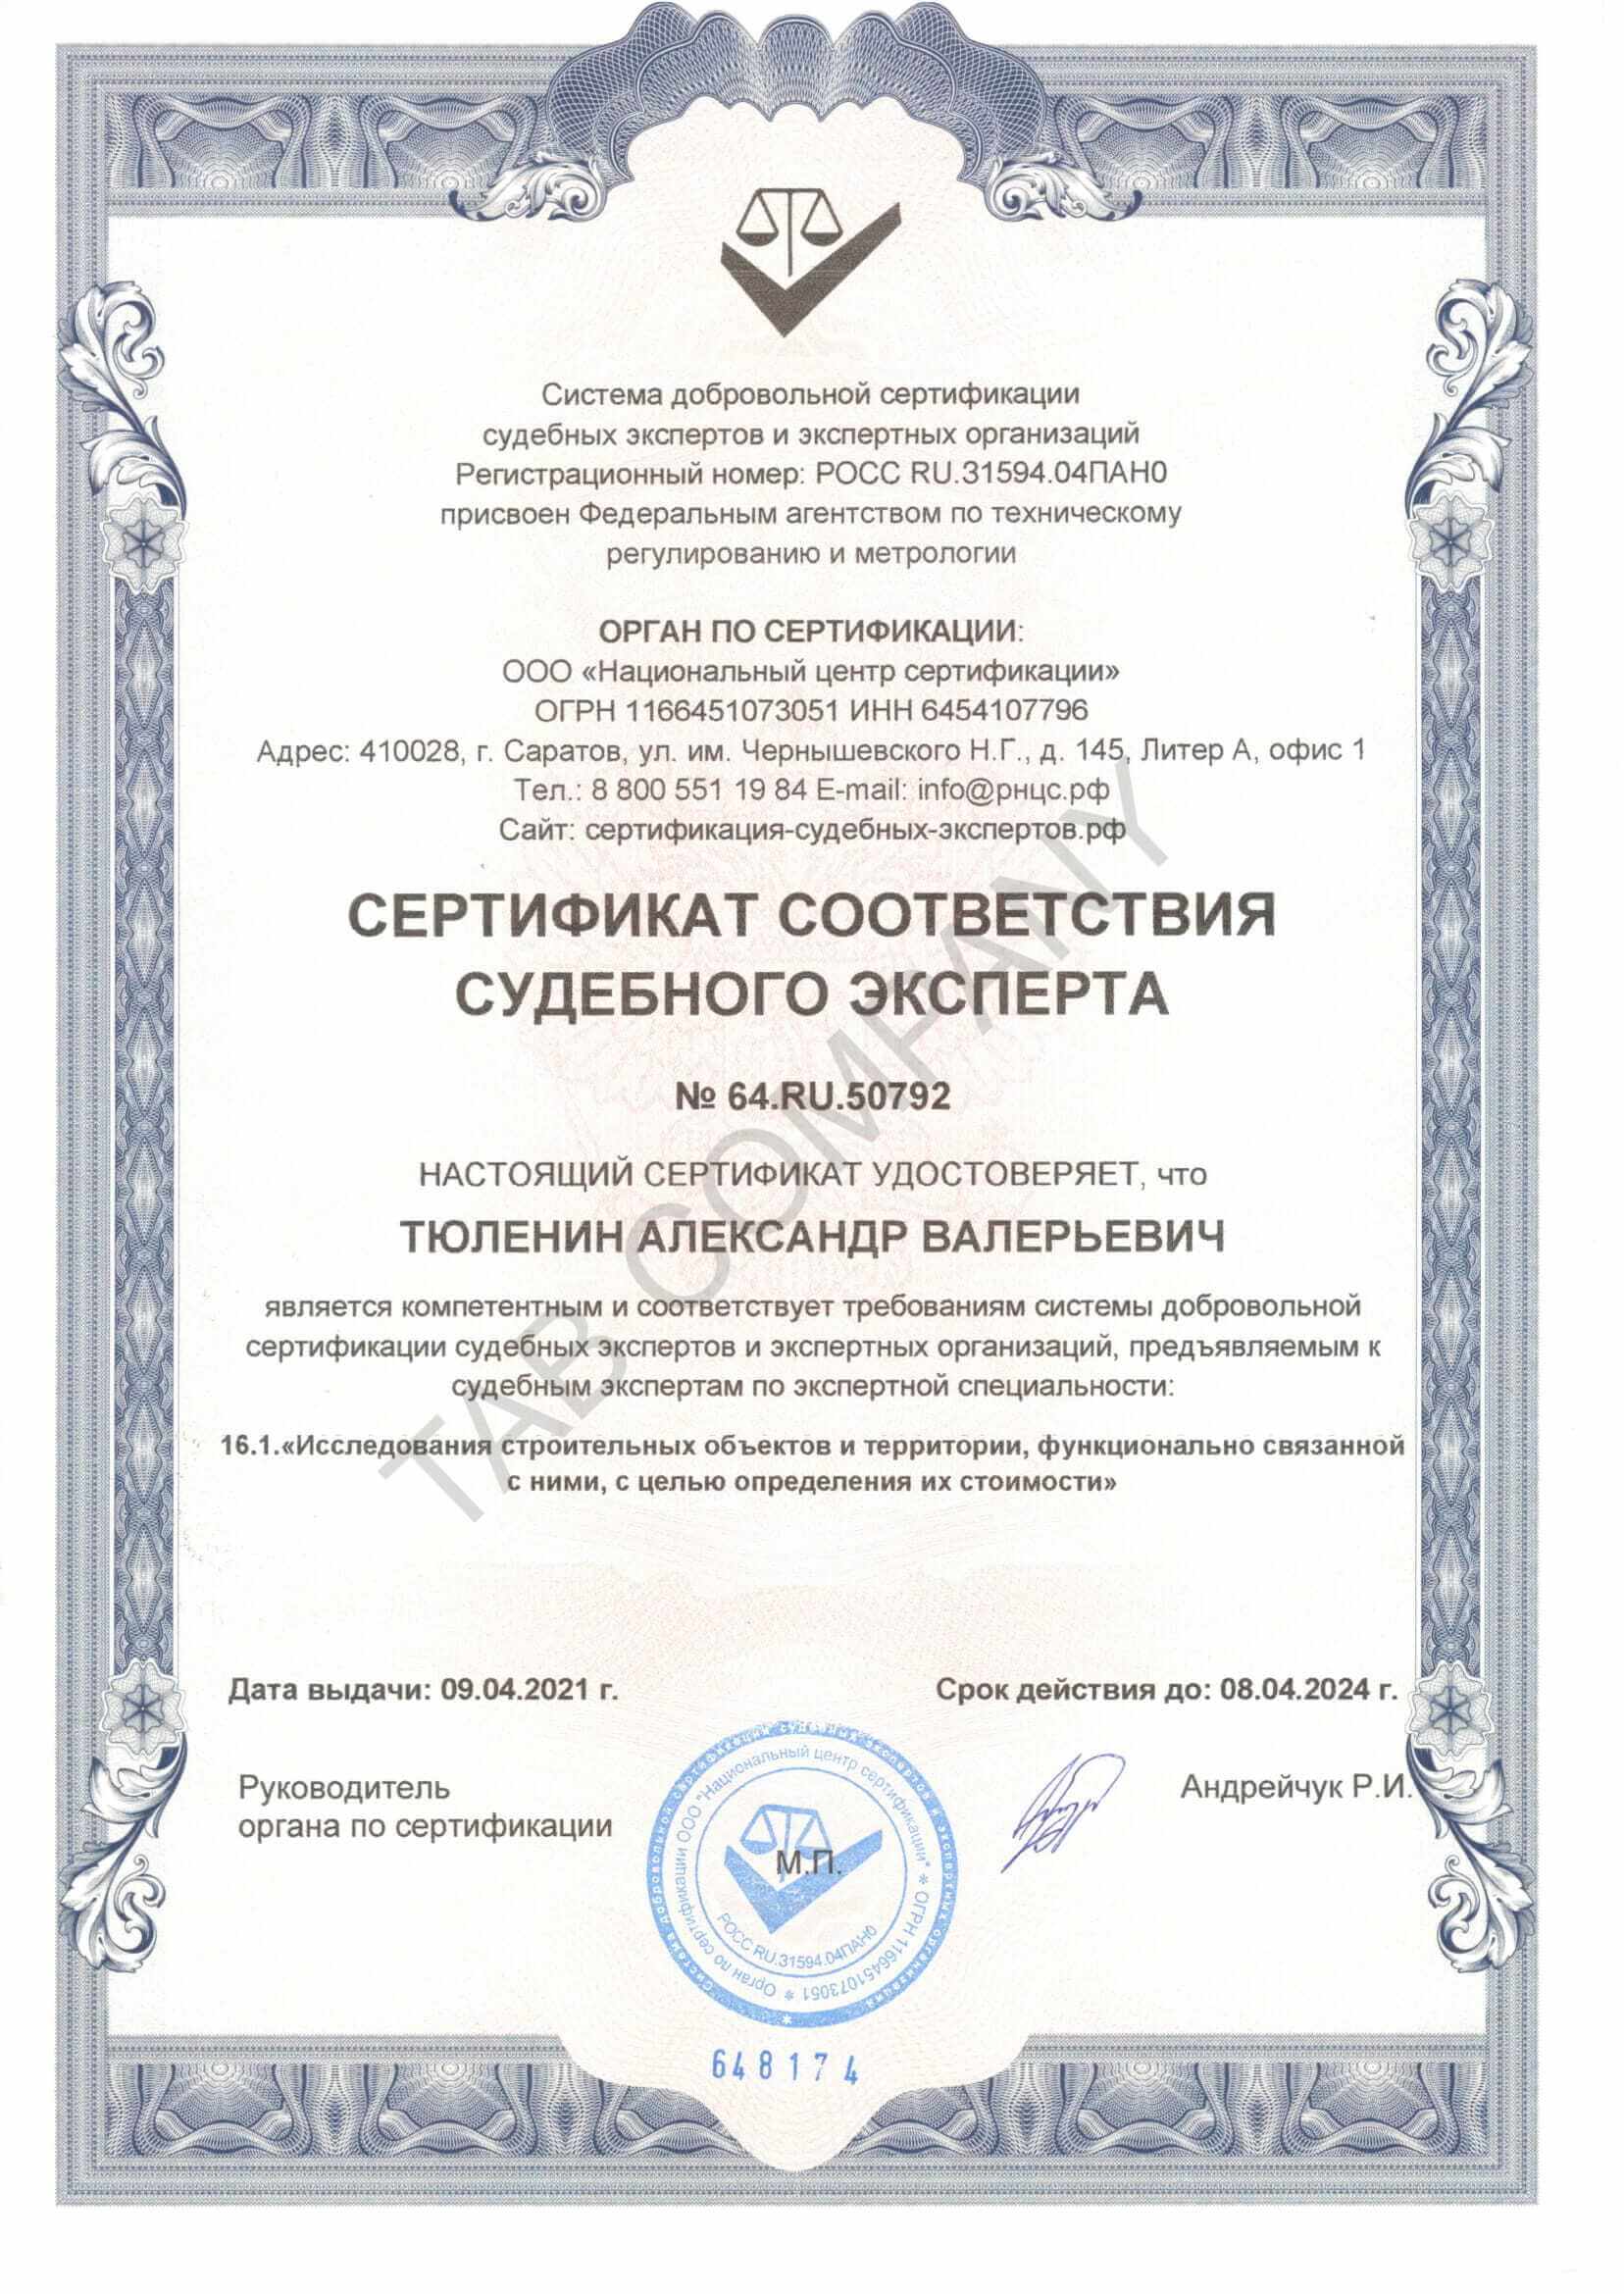 Система добровольной сертификации
судебных экспертов и экспертных организаций
Регистрационный номер: РОСС RU.31594.04ПАН0
присвоен Федеральным агентством по техническому
регулированию и метрологии
ОРГАН ПО СЕРТИФИКАЦИИ:
ООО «Национальный центр сертификации»
ОГРН 1166451073051 ИНН 6454107796
Адрес: 410028, г. Саратов, ул. им. Чернышевского Н.Г., д. 145, Литер А, офис 1
Тел.: 8 800 551 19 84 E-mail: info@рнцс.рф
Сайт: сертификация-судебных-экспертов.рф
СЕРТИФИКАТ СООТВЕТСТВИЯ
СУДЕБНОГО ЭКСПЕРТА
№ 64.RU.50792
НАСТОЯЩИЙ СЕРТИФИКАТ УДОСТОВЕРЯЕТ, что
ТЮЛЕНИН АЛЕКСАНДР ВАЛЕРЬЕВИЧ
является компетентным и соответствует требованиям системы добровольной
сертификации судебных экспертов и экспертных организаций, предъявляемым к
судебным экспертам по экспертной специальности:
16.1.«Исследования строительных объектов и территории, функционально связанной
с ними, с целью определения их стоимости»
TAB COMPANY
Дата выдачи: 09.04.2021 г.
Срок действия до: 08.04.2024 г.
Руководитель
органа по сертификации
Андрейчук Р.И.
М.П.
Система добровольной сертификации судебных экспертов и экспертных организаций
Орган по сертификации ООО "Национальный центр сертификации" * ОГРН 1166451073051 *
РОСС RU.31594.04ПАН0
648174